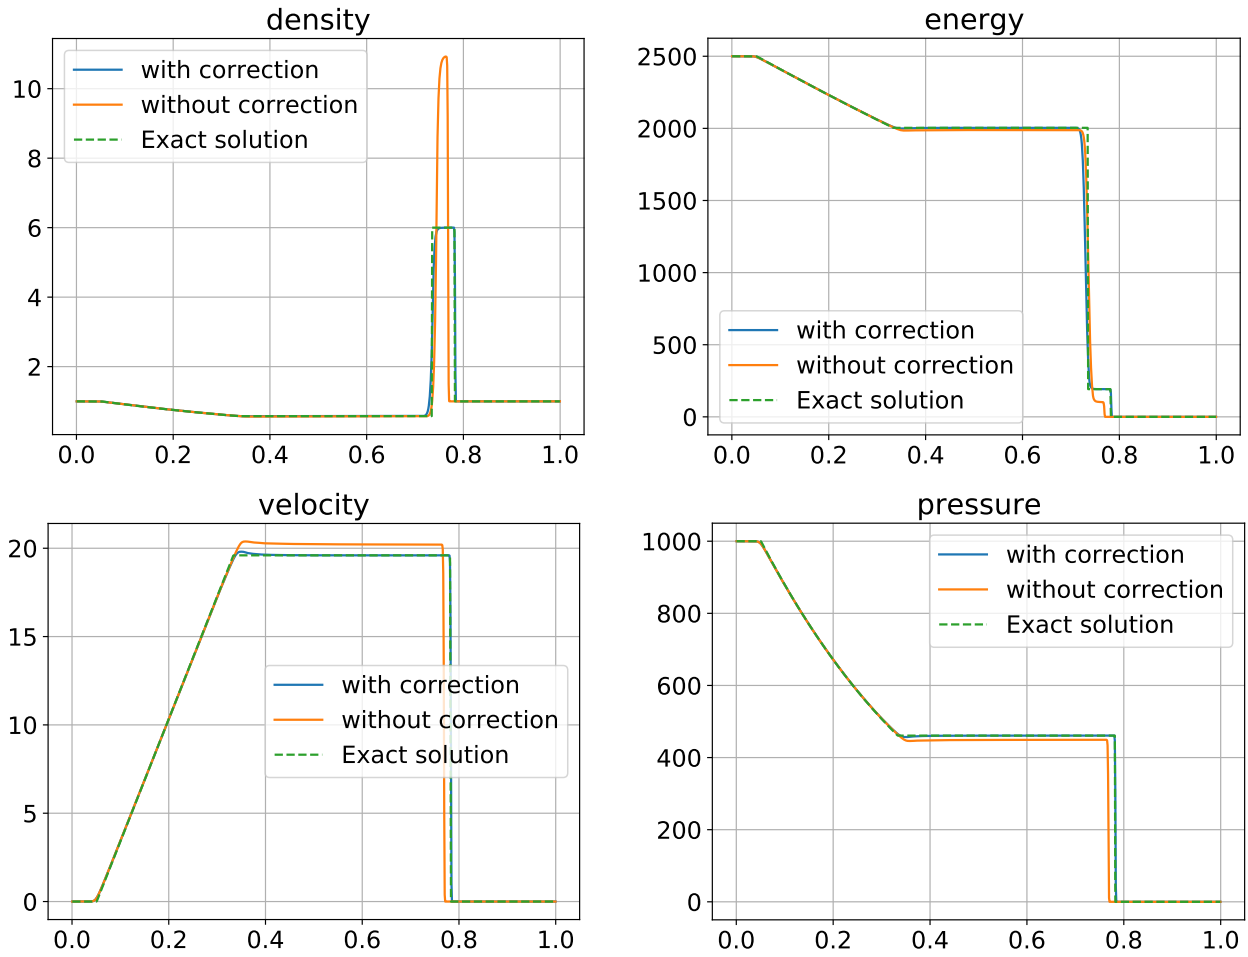 density
10
8
6
4
2
with correction
without correction
Exact solution
0.0 0.2 0.4 0.6 0.8 1.0
energy
2500
2000
1500
1000
500
0
with correction
without correction
Exact solution
0.0 0.2 0.4 0.6 0.8 1.0
velocity
20
15
10
5
0
with correction
without correction
Exact solution
0.0 0.2 0.4 0.6 0.8 1.0
pressure
1000
800
600
400
200
0
with correction
without correction
Exact solution
0.0 0.2 0.4 0.6 0.8 1.0